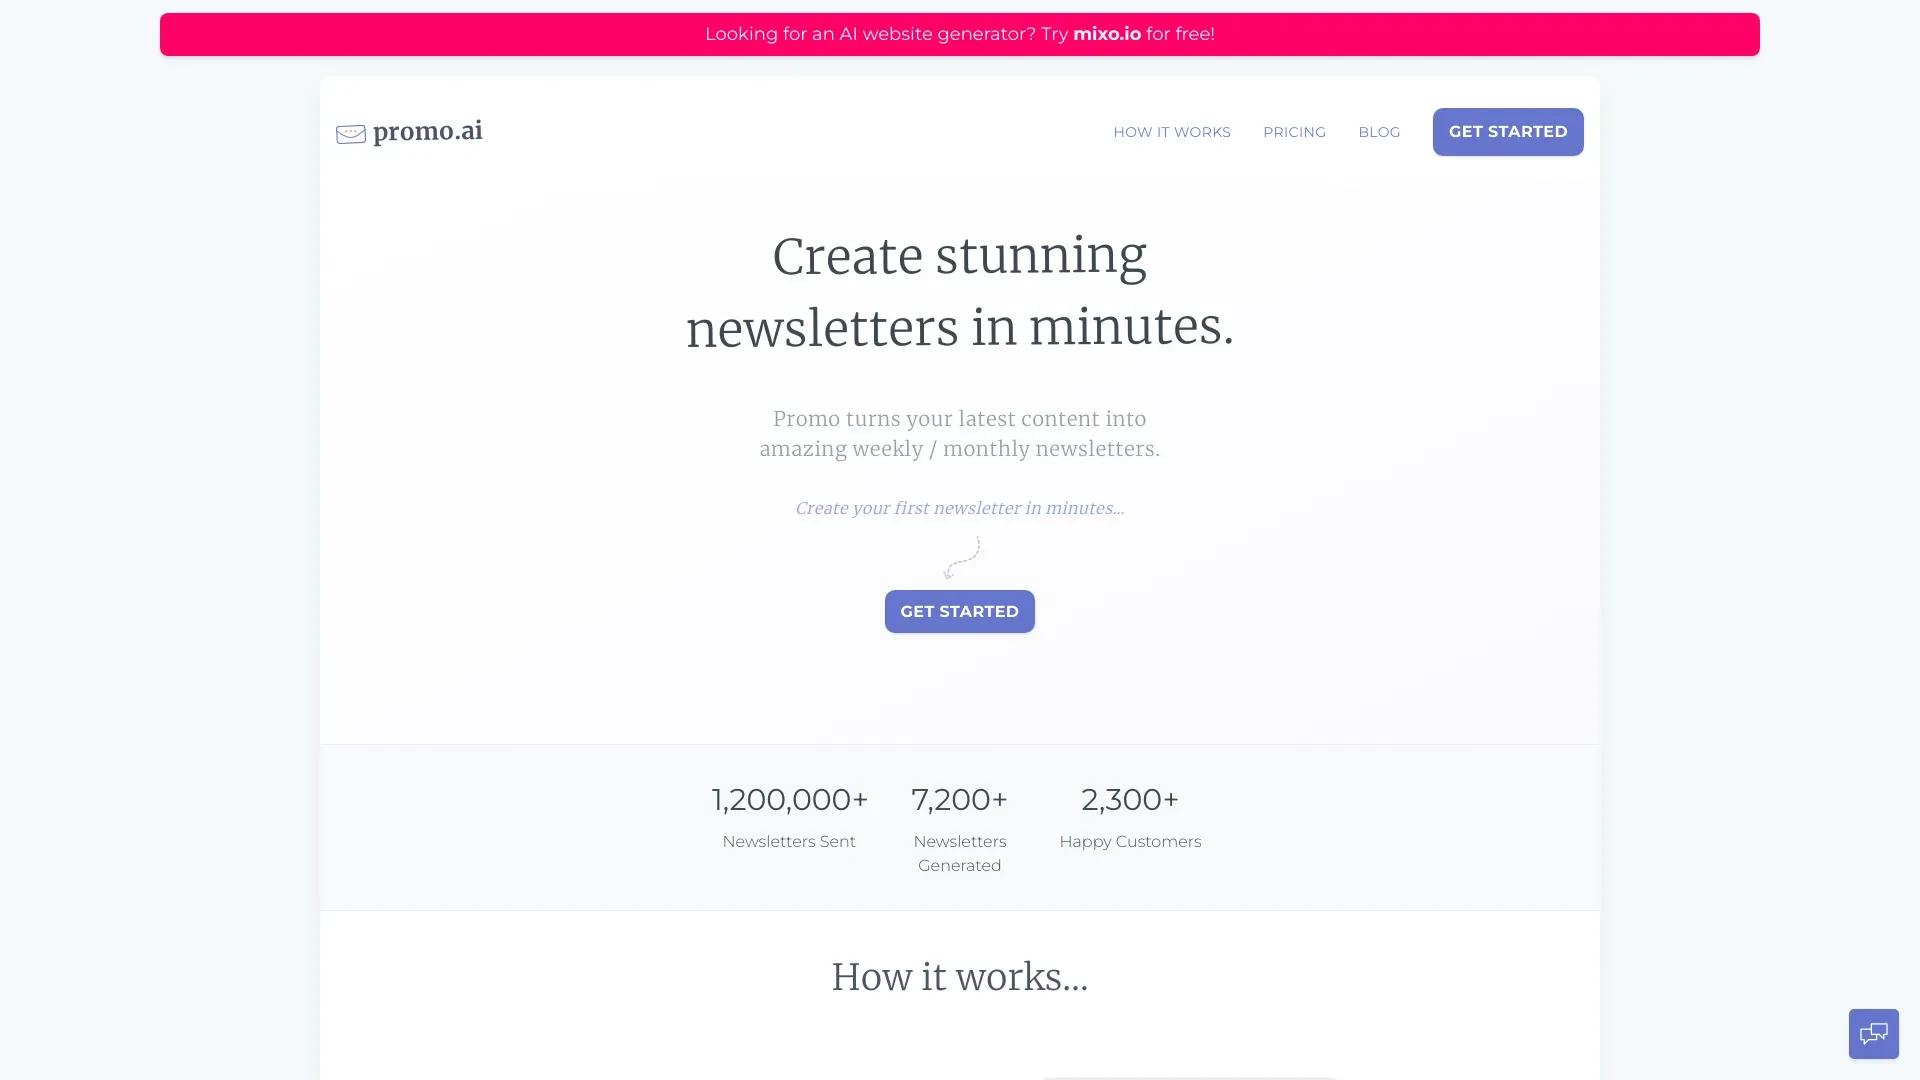 Looking for an AI website generator? Try mixo.io for free!
promo.ai
HOW IT WORKS
PRICING
BLOG
GET STARTED
Create stunning
newsletters in minutes.
Promo turns your latest content into
amazing weekly / monthly newsletters.
Create your first newsletter in minutes...
GET STARTED
1,200,000+
Newsletters Sent
7,200+
Newsletters
Generated
2,300+
Happy Customers
How it works...